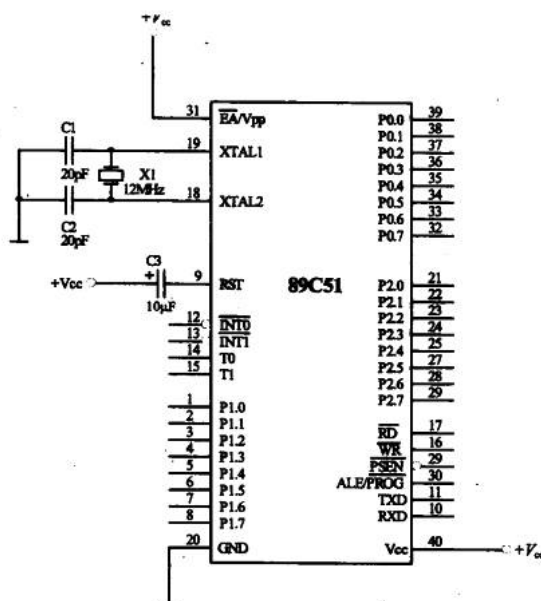 +Vcc
31 EA/Vpp P0.0 39
P0.1 38
C1 19 XTAL1 P0.2 37
20pF P0.3 36
X1 P0.4 35
12MHz P0.5 34
18 XTAL2 P0.6 33
P0.7 32
C2
20pF
C3
+Vcc + 9 RST 89C51 P2.0 21
10μF P2.1 22
12 INT0 P2.2 23
13 INT1 P2.3 24
14 T0 P2.4 25
15 T1 P2.5 27
P2.6 28
1 P1.0 P2.7 29
2 P1.1
3 P1.2 RD 17
4 P1.3 WR 16
5 P1.4 PSEN 29
6 P1.5 ALE/PROG 30
7 P1.6 TXD 11
8 P1.7 RXD 10
20 GND Vcc 40 +Vcc